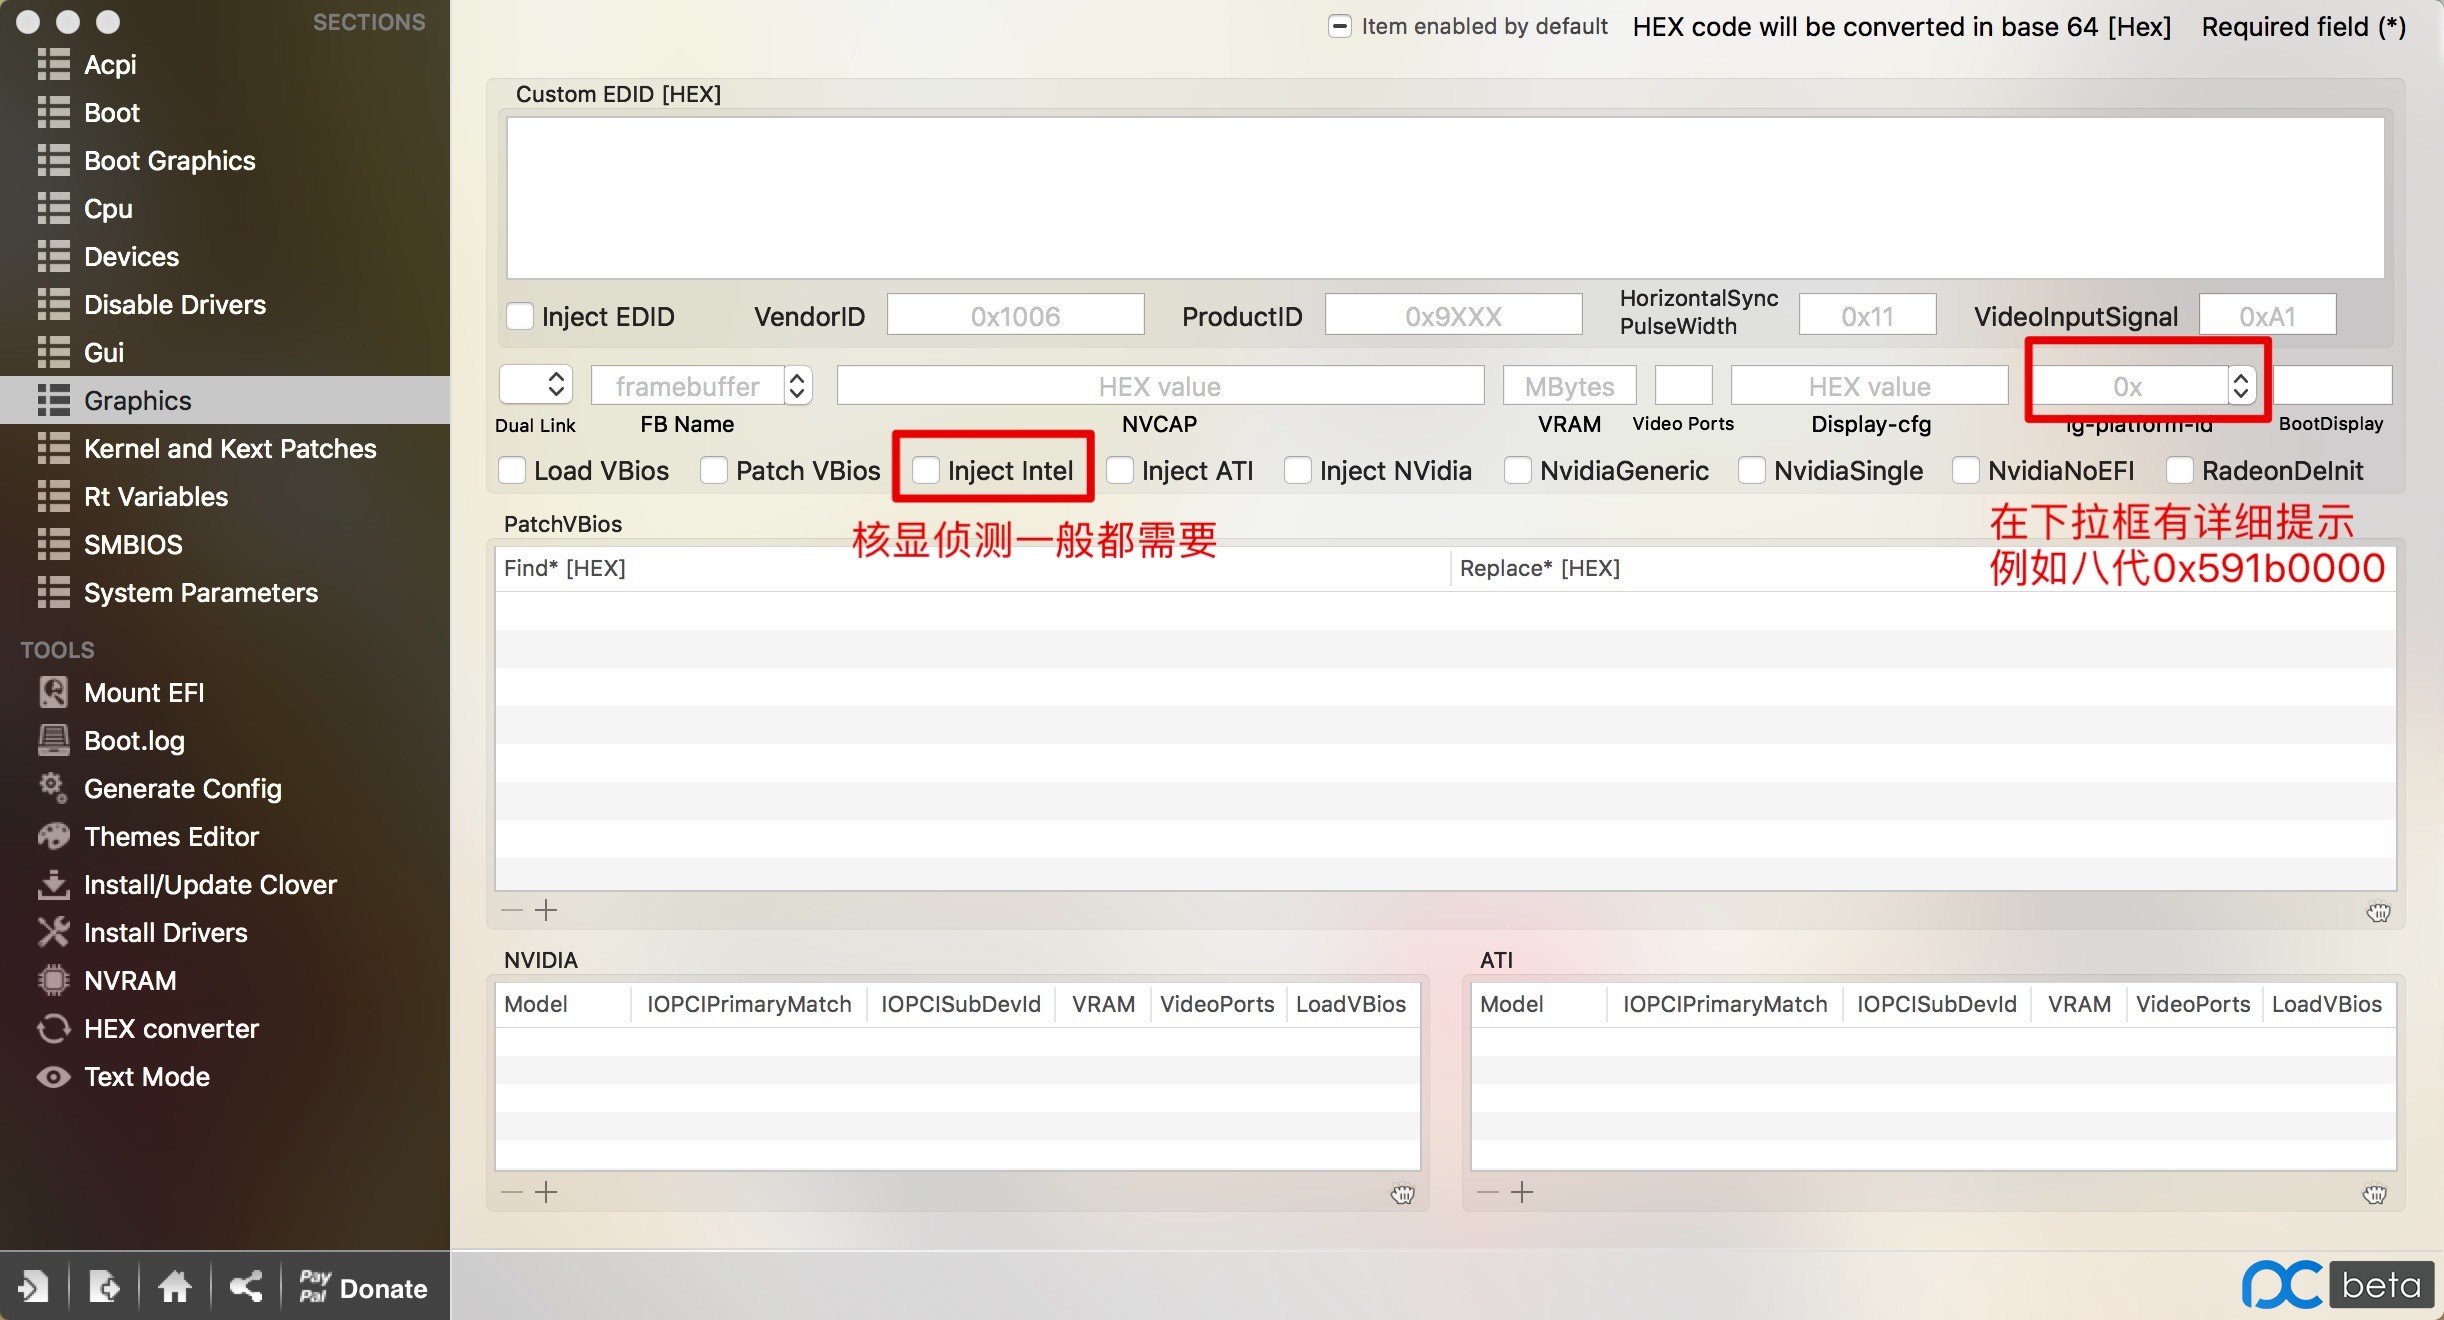 SECTIONS
Acpi
Boot
Boot Graphics
Cpu
Devices
Disable Drivers
Gui
Graphics
Kernel and Kext Patches
Rt Variables
SMBIOS
System Parameters
TOOLS
Mount EFI
Boot.log
Generate Config
Themes Editor
Install/Update Clover
Install Drivers
NVRAM
HEX converter
Text Mode
Pay Pal Donate
Item enabled by default HEX code will be converted in base 64 [Hex] Required field (*)
Custom EDID [HEX]
Inject EDID VendorID 0x1006 ProductID 0x9XXX HorizontalSync PulseWidth 0x11 VideoInputSignal 0xA1
framebuffer HEX value MBytes HEX value 0x
Dual Link FB Name NVCAP VRAM Video Ports Display-cfg ig-platform-id BootDisplay
Load VBios Patch VBios Inject Intel Inject ATI Inject NVidia NvidiaGeneric NvidiaSingle NvidiaNoEFI RadeonDeInit
核显侦测一般都需要
在下拉框有详细提示
例如八代0x591b0000
PatchVBios
Find* [HEX] Replace* [HEX]
NVIDIA
Model IOPCIPrimaryMatch IOPCISubDevId VRAM VideoPorts LoadVBios
ATI
Model IOPCIPrimaryMatch IOPCISubDevId VRAM VideoPorts LoadVBios
pc beta